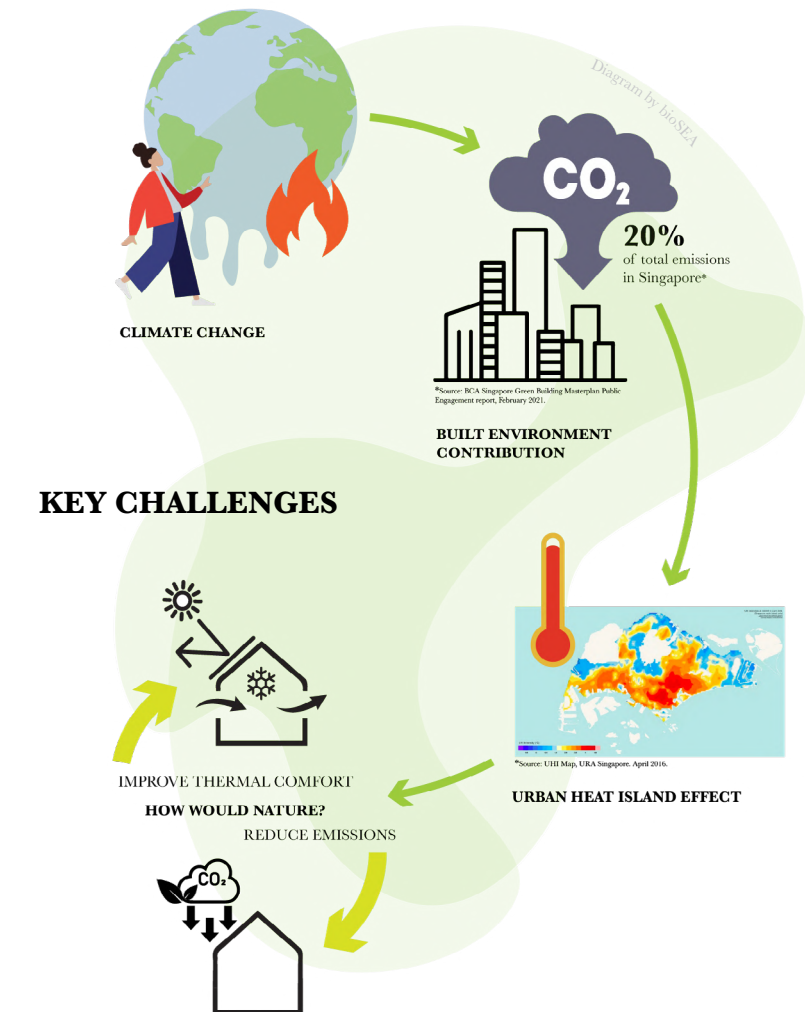 Diagram by bioSEA
CO₂
20%
of total emissions
in Singapore*
CLIMATE CHANGE
*Source: BCA Singapore Green Building Masterplan Public
Engagement report, February 2021.
BUILT ENVIRONMENT
CONTRIBUTION
KEY CHALLENGES
*Source: UHI Map, URA Singapore. April 2016.
URBAN HEAT ISLAND EFFECT
IMPROVE THERMAL COMFORT
HOW WOULD NATURE?
REDUCE EMISSIONS
CO₂